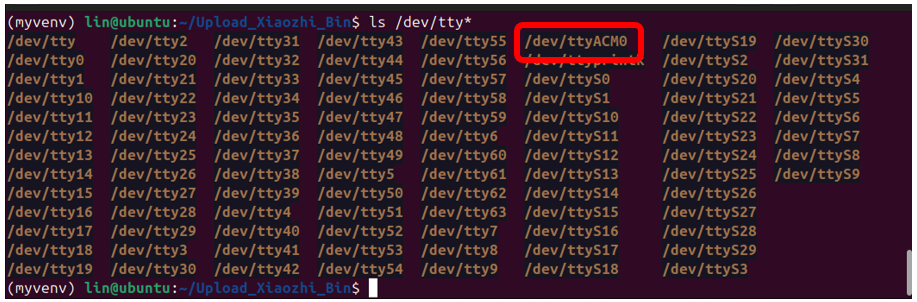 (myvenv) lin@ubuntu:~/Upload_Xiaozhi_Bin$ ls /dev/tty*
/dev/tty /dev/tty2 /dev/tty31 /dev/tty43 /dev/tty55 /dev/ttyACM0 /dev/ttyS19 /dev/ttyS30
/dev/tty0 /dev/tty20 /dev/tty32 /dev/tty44 /dev/tty56 /dev/ttyprintk /dev/ttyS2 /dev/ttyS31
/dev/tty1 /dev/tty21 /dev/tty33 /dev/tty45 /dev/tty57 /dev/ttyS0 /dev/ttyS20 /dev/ttyS4
/dev/tty10 /dev/tty22 /dev/tty34 /dev/tty46 /dev/tty58 /dev/ttyS1 /dev/ttyS21 /dev/ttyS5
/dev/tty11 /dev/tty23 /dev/tty35 /dev/tty47 /dev/tty59 /dev/ttyS10 /dev/ttyS22 /dev/ttyS6
/dev/tty12 /dev/tty24 /dev/tty36 /dev/tty48 /dev/tty6 /dev/ttyS11 /dev/ttyS23 /dev/ttyS7
/dev/tty13 /dev/tty25 /dev/tty37 /dev/tty49 /dev/tty60 /dev/ttyS12 /dev/ttyS24 /dev/ttyS8
/dev/tty14 /dev/tty26 /dev/tty38 /dev/tty5 /dev/tty61 /dev/ttyS13 /dev/ttyS25 /dev/ttyS9
/dev/tty15 /dev/tty27 /dev/tty39 /dev/tty50 /dev/tty62 /dev/ttyS14 /dev/ttyS26
/dev/tty16 /dev/tty28 /dev/tty4 /dev/tty51 /dev/tty63 /dev/ttyS15 /dev/ttyS27
/dev/tty17 /dev/tty29 /dev/tty40 /dev/tty52 /dev/tty7 /dev/ttyS16 /dev/ttyS28
/dev/tty18 /dev/tty3 /dev/tty41 /dev/tty53 /dev/tty8 /dev/ttyS17 /dev/ttyS29
/dev/tty19 /dev/tty30 /dev/tty42 /dev/tty54 /dev/tty9 /dev/ttyS18 /dev/ttyS3
(myvenv) lin@ubuntu:~/Upload_Xiaozhi_Bin$